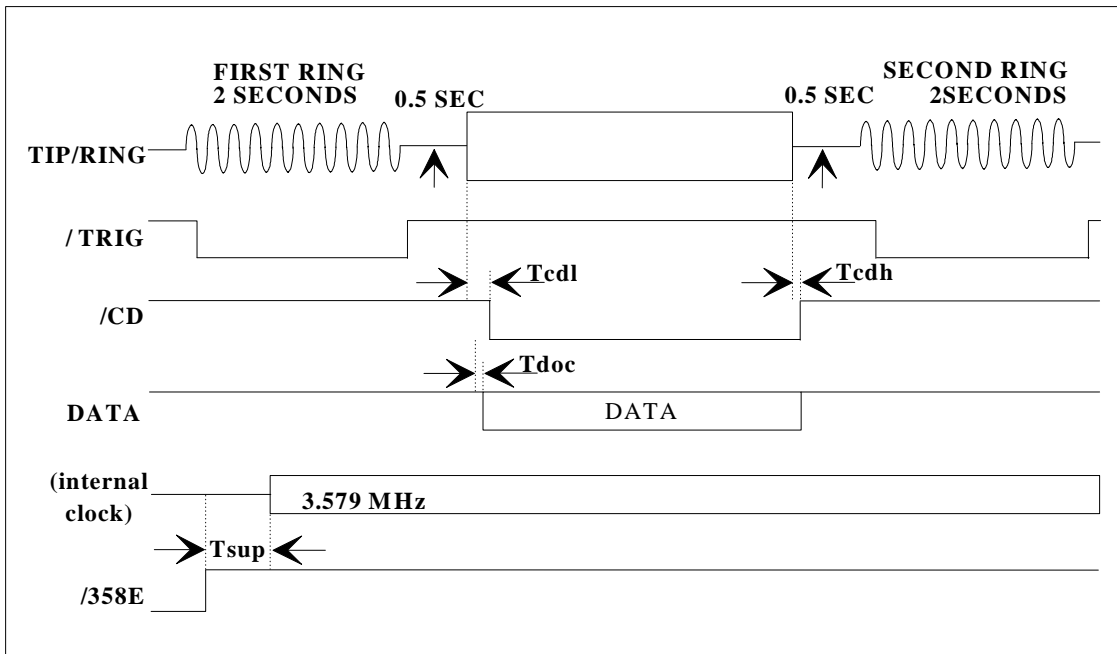 FIRST RING
2 SECONDS
0.5 SEC
0.5 SEC
SECOND RING
2SECONDS
TIP/RING
/ TRIG
Tcdl
Tcdh
/CD
Tdoc
DATA
DATA
(internal
clock)
3.579 MHz
Tsup
/358E